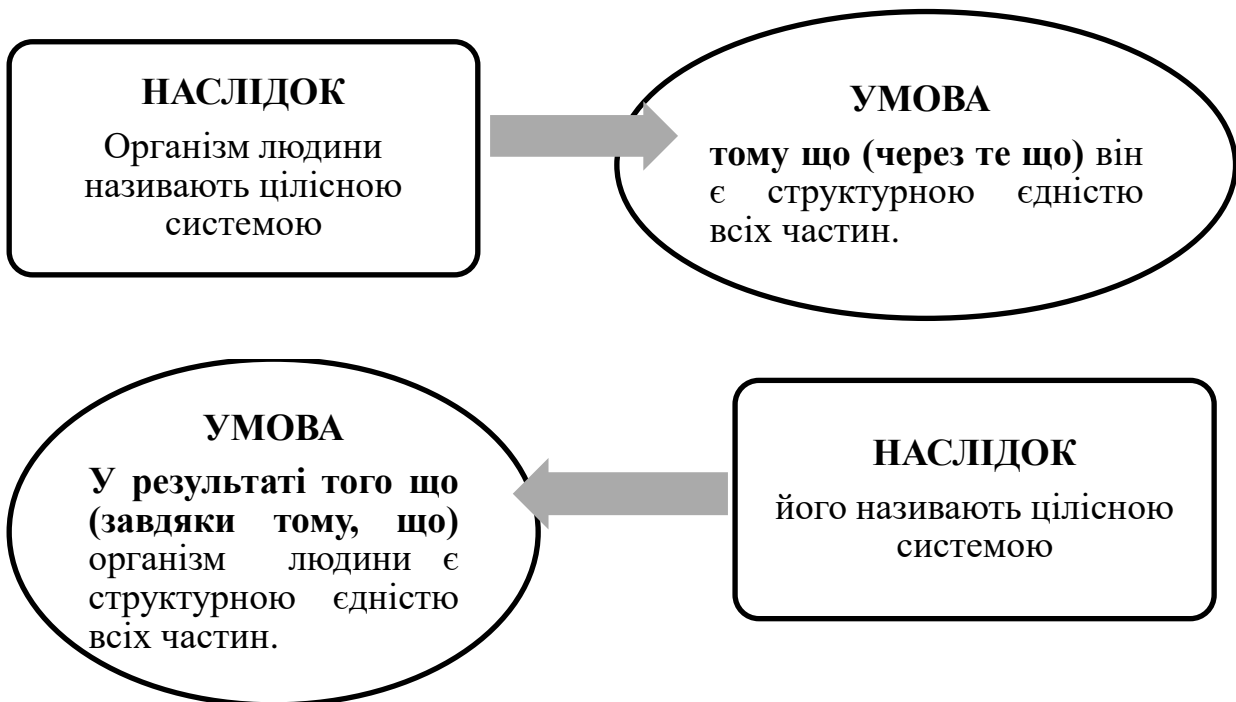 НАСЛІДОК
Організм людини
називають цілісною
системою
УМОВА
тому що (через те що) він
є структурною єдністю
всіх частин.
УМОВА
У результаті того що
(завдяки тому, що)
організм людини є
структурною єдністю
всіх частин.
НАСЛІДОК
його називають цілісною
системою